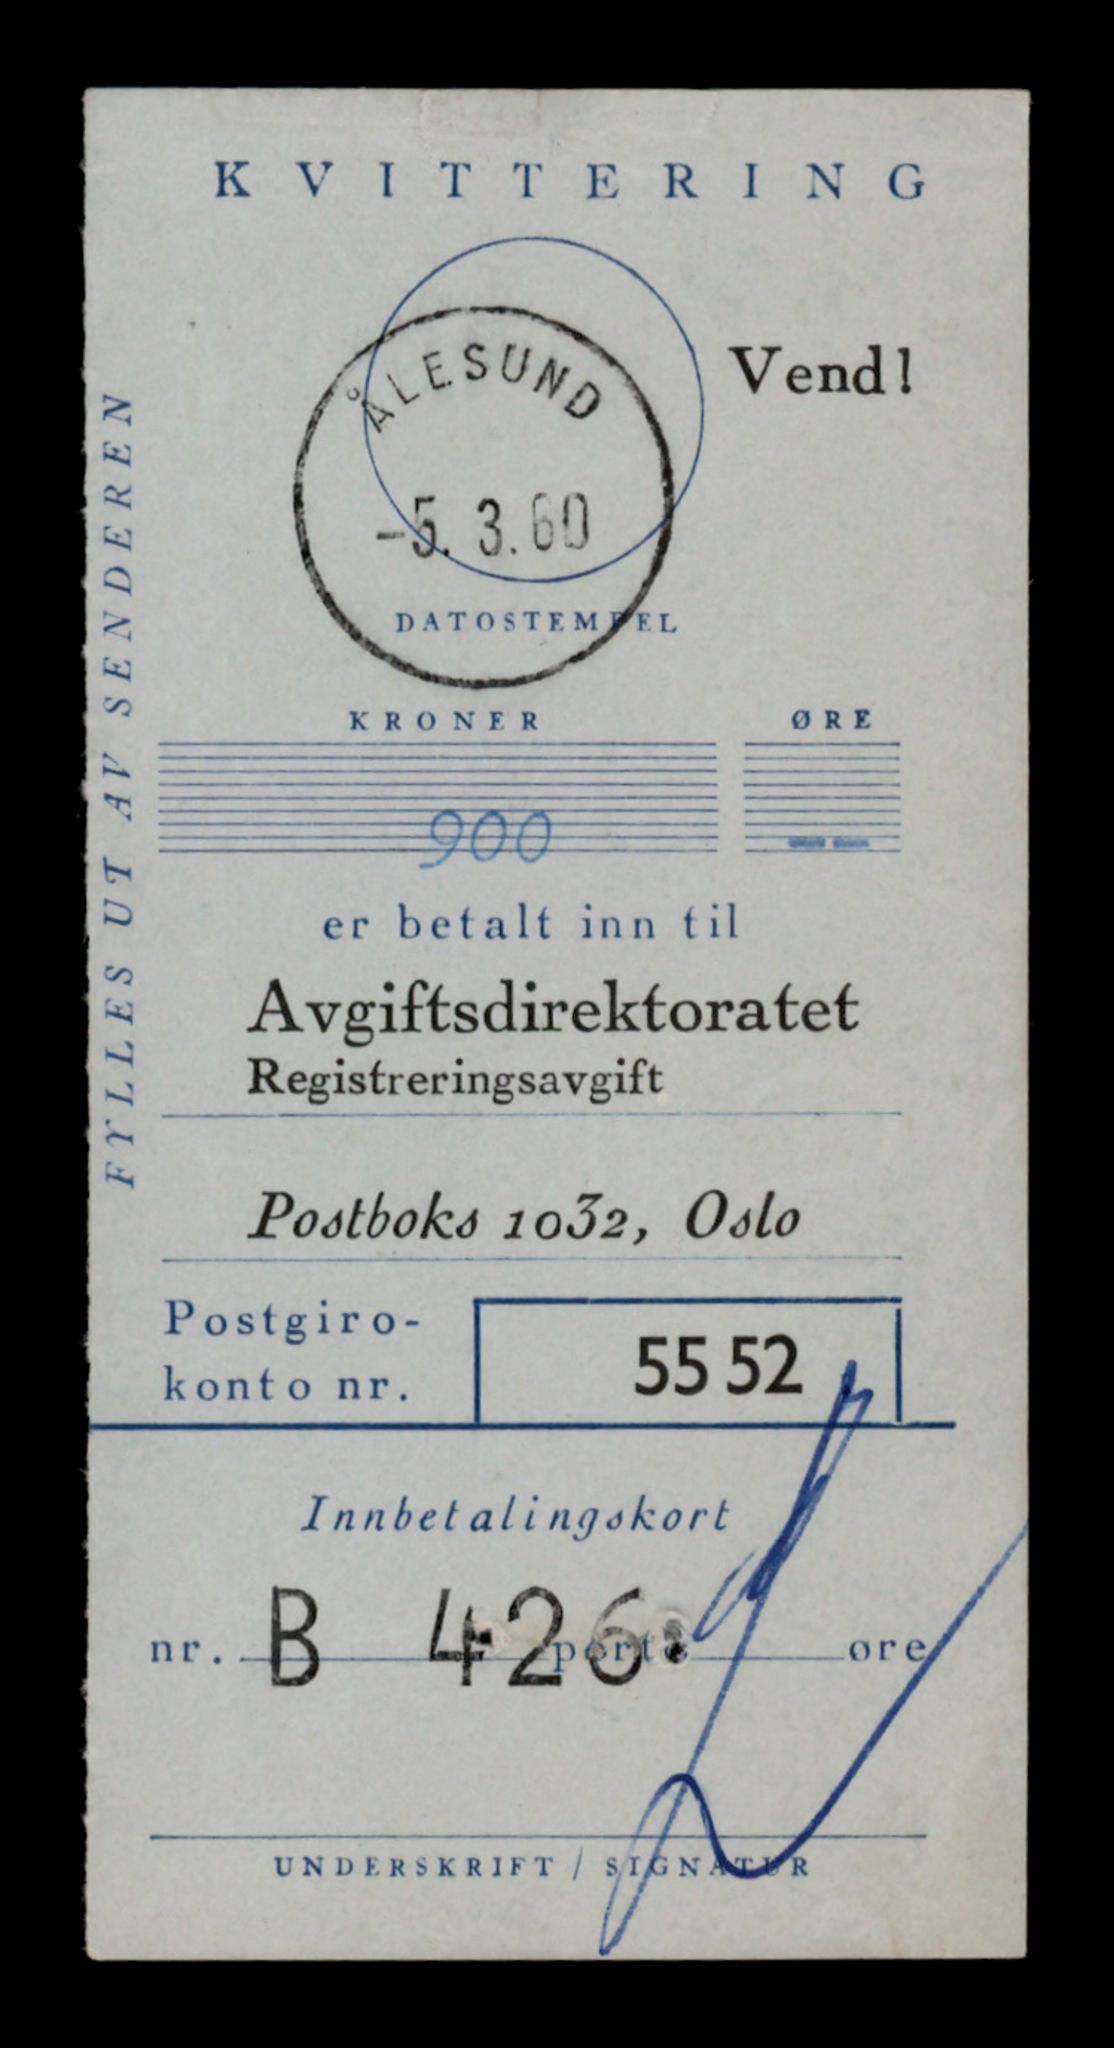 KVITTERING
Vend!
ÅLESUND
-5. 3. 60
DATOSTEMPEL
FYLLES UT AV SENDEREN
KRONER ØRE
900 — —
er betalt inn til
Avgiftsdirektoratet
Registreringsavgift
Postboks 1032, Oslo
Postgiro-
konto nr.
55 52
Innbetalingskort
nr. B 426 porto øre
UNDERSKRIFT / SIGNATUR